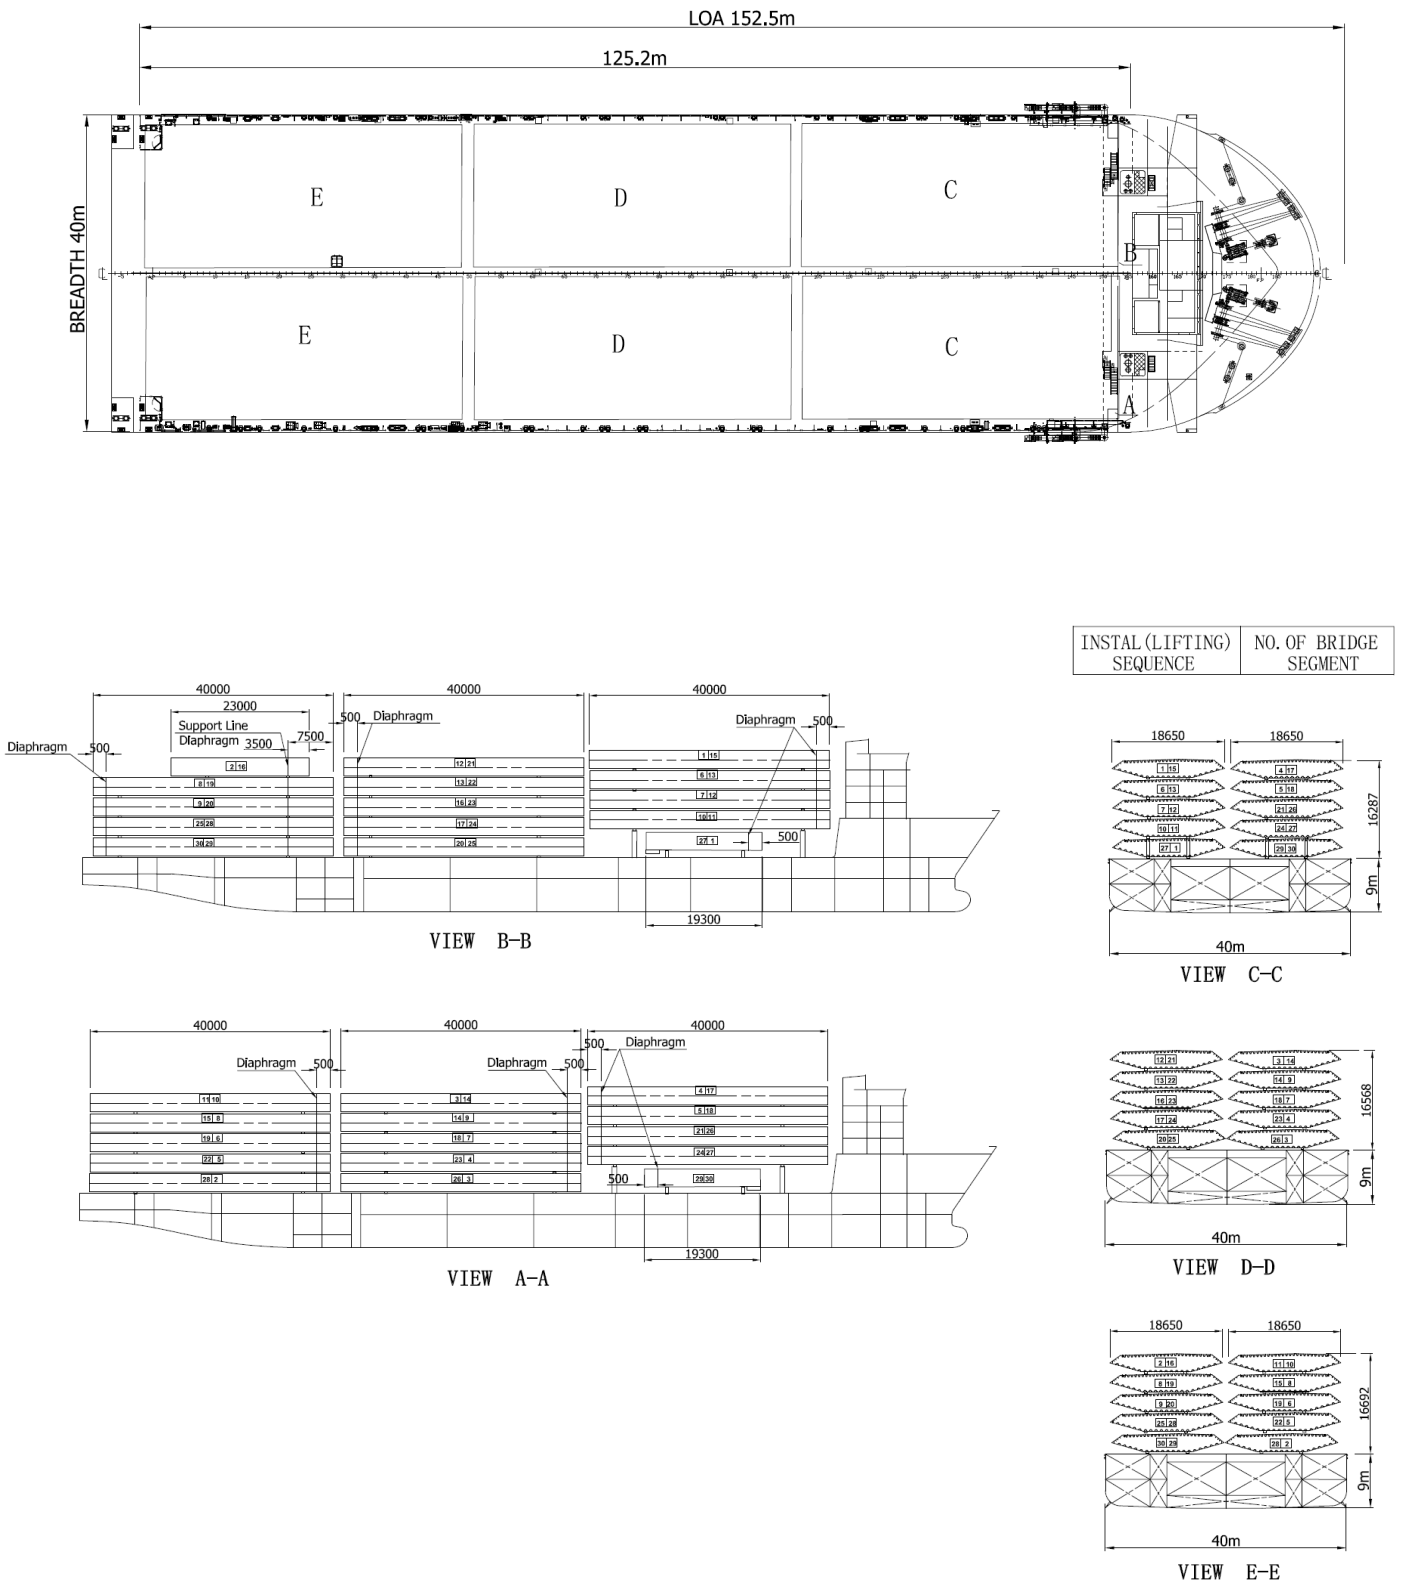 LOA 152.5m
125.2m
BREADTH 40m
E
D
C
B
E
D
C
A
INSTAL(LIFTING) SEQUENCE
NO. OF BRIDGE SEGMENT
40000
40000
40000
23000
500
Diaphragm
Diaphragm
500
Support Line
Diaphragm
3500
7500
Diaphragm
500
2 16
8 19
9 20
25 28
30 29
12 21
13 22
16 23
17 24
20 25
1 15
6 13
7 12
10 11
27 1
500
19300
VIEW B-B
18650
18650
1 15
4 17
6 13
5 18
7 12
21 26
10 11
24 27
27 1
29 30
16287
9m
40m
VIEW C-C
40000
40000
40000
Diaphragm
500
Diaphragm
500
500
Diaphragm
11 10
15 8
19 6
22 5
28 2
3 14
14 9
18 7
23 4
26 3
4 17
5 18
21 26
24 27
29 30
500
19300
VIEW A-A
12 21
3 14
13 22
14 9
16 23
18 7
17 24
23 4
20 25
26 3
16568
9m
40m
VIEW D-D
18650
18650
2 16
11 10
8 19
15 8
9 20
19 6
25 28
22 5
30 29
28 2
16692
9m
40m
VIEW E-E